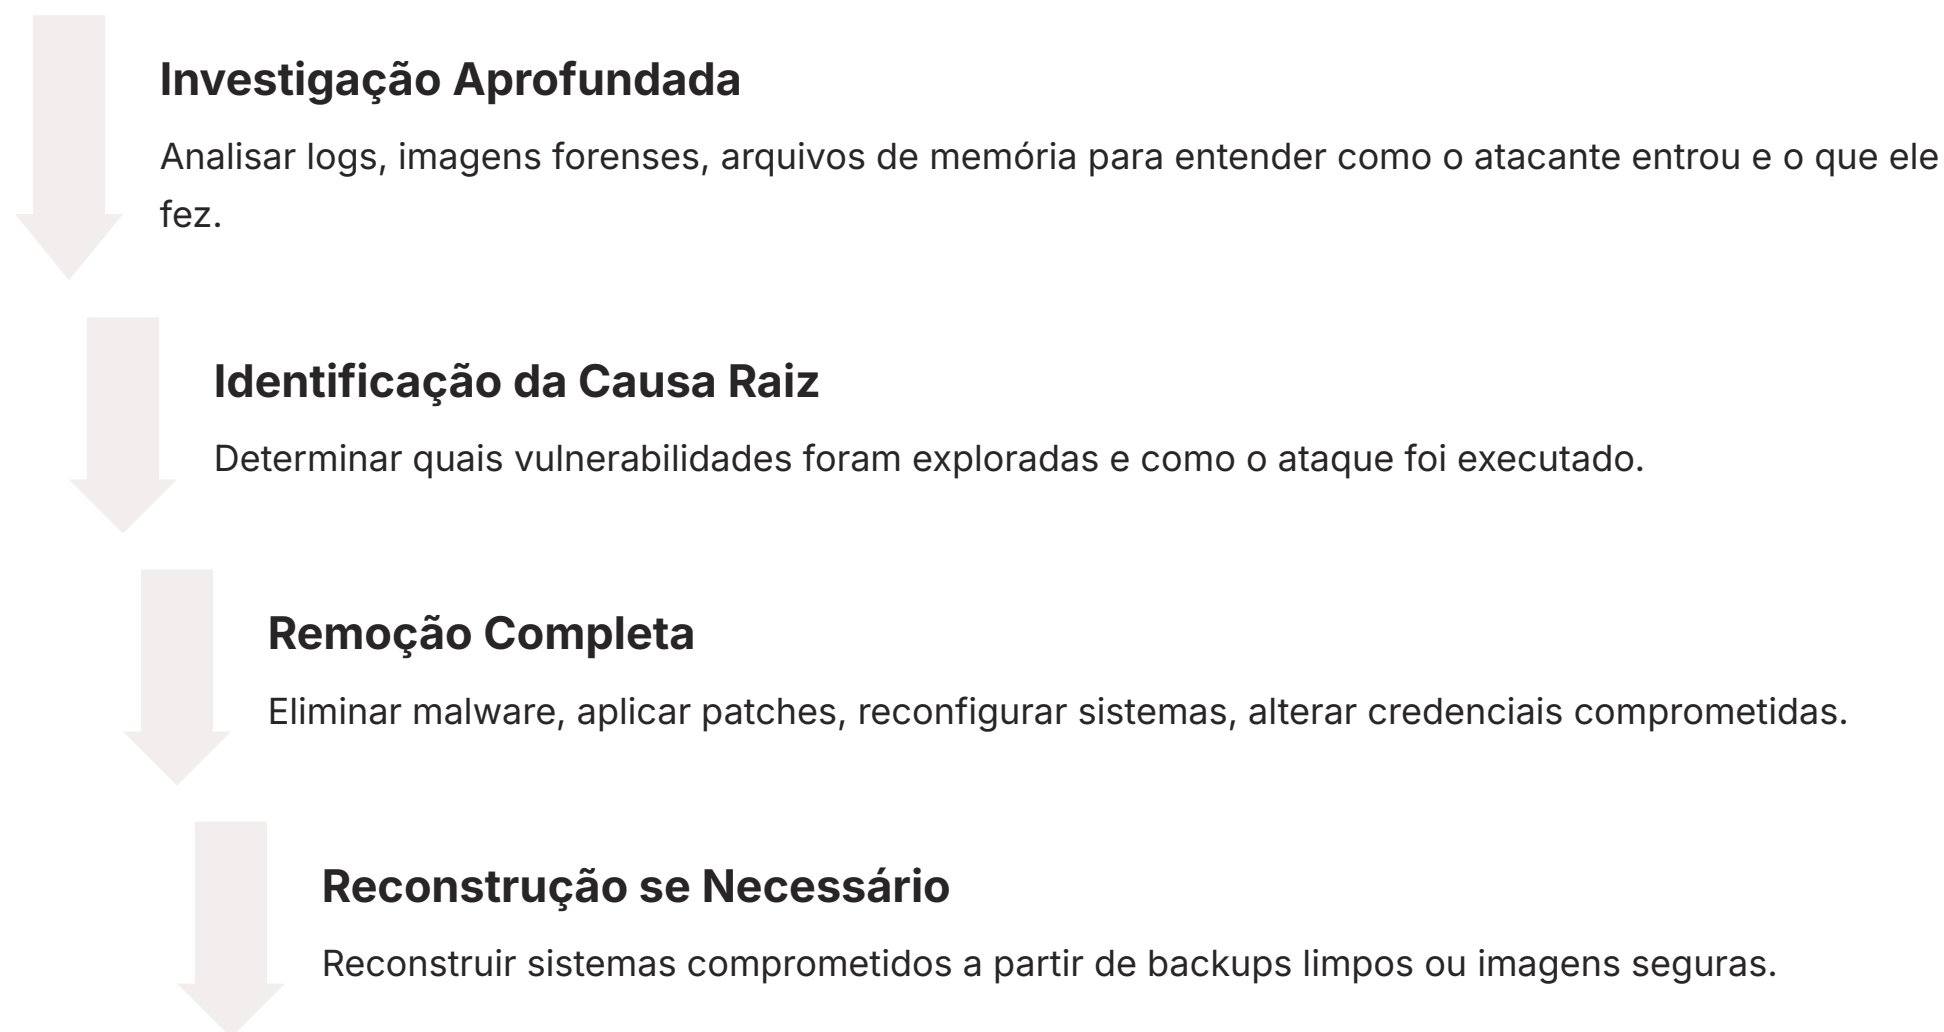 Investigação Aprofundada
Analisar logs, imagens forenses, arquivos de memória para entender como o atacante entrou e o que ele
fez.
Identificação da Causa Raiz
Determinar quais vulnerabilidades foram exploradas e como o ataque foi executado.
Remoção Completa
Eliminar malware, aplicar patches, reconfigurar sistemas, alterar credenciais comprometidas.
Reconstrução se Necessário
Reconstruir sistemas comprometidos a partir de backups limpos ou imagens seguras.